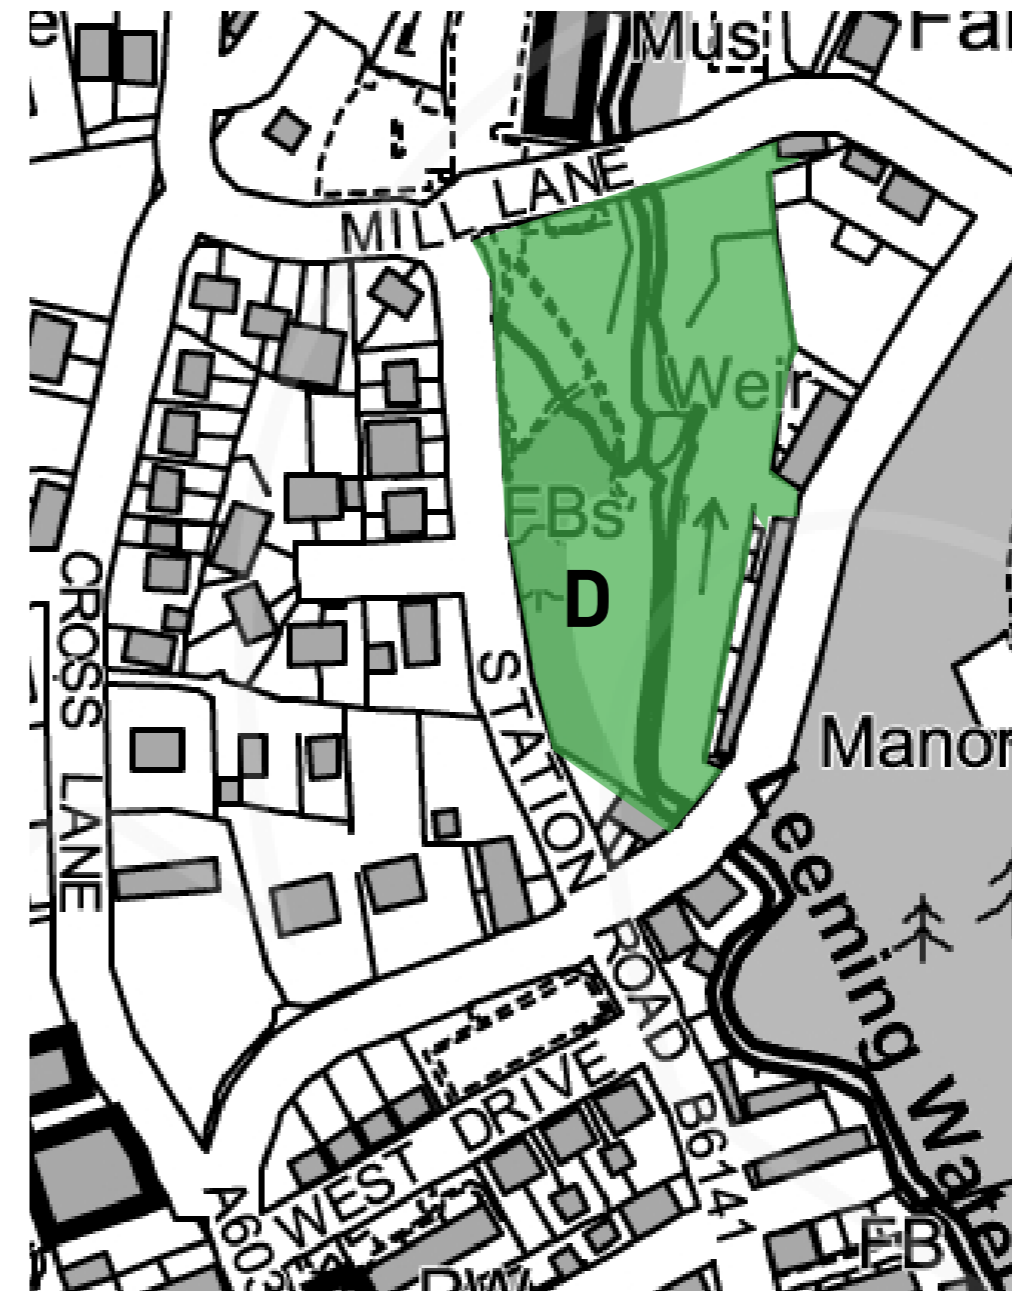 Mus
MILL LANE
Weir
FBs
D
CROSS LANE
STATION ROAD B6141
Manor
Leeming Wate
WEST DRIVE
FB